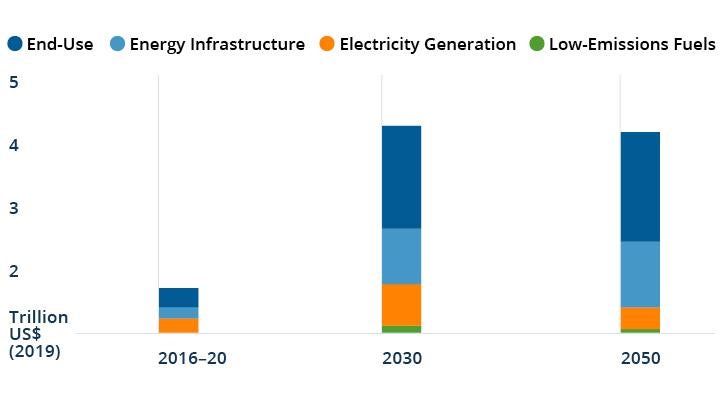 End-Use Energy Infrastructure Electricity Generation Low-Emissions Fuels
5
4
3
2
Trillion
US$
(2019)
2016–20 2030 2050